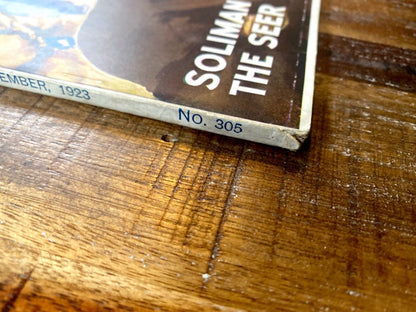 SOLIMAN
THE SEER
EMBER, 1923
No. 305